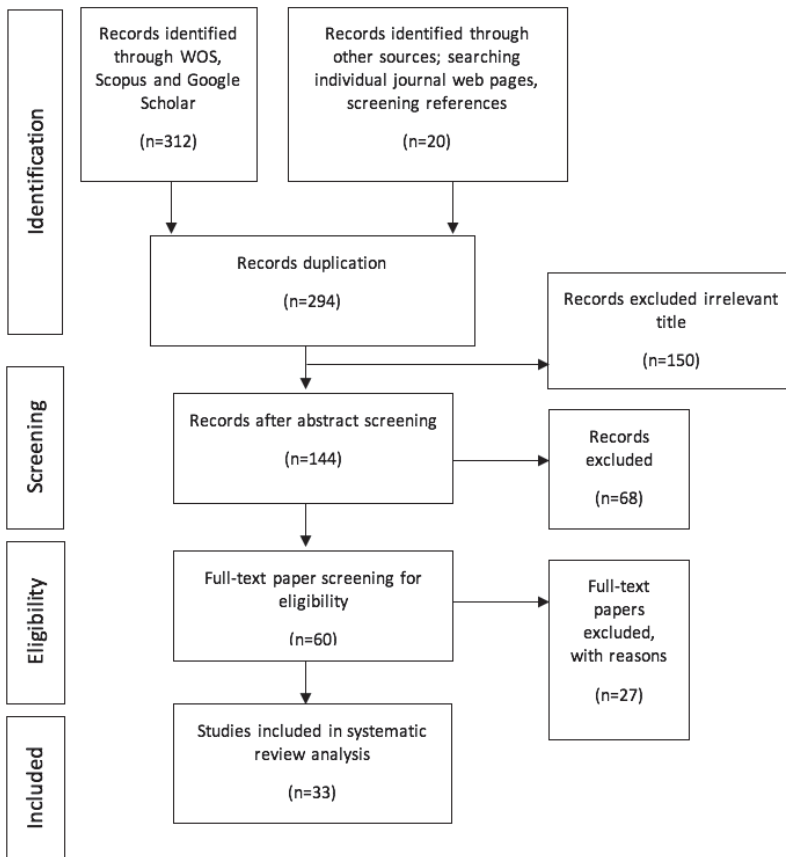 Identification
Records identified
through WOS,
Scopus and Google
Scholar
(n=312)
Records identified through
other sources; searching
individual journal web pages,
screening references
(n=20)
Records duplication
(n=294)
Records excluded irrelevant
title
(n=150)
Screening
Records after abstract screening
(n=144)
Records
excluded
(n=68)
Eligibility
Full-text paper screening for
eligibility
(n=60)
Full-text
papers
excluded,
with reasons
(n=27)
Included
Studies included in systematic
review analysis
(n=33)